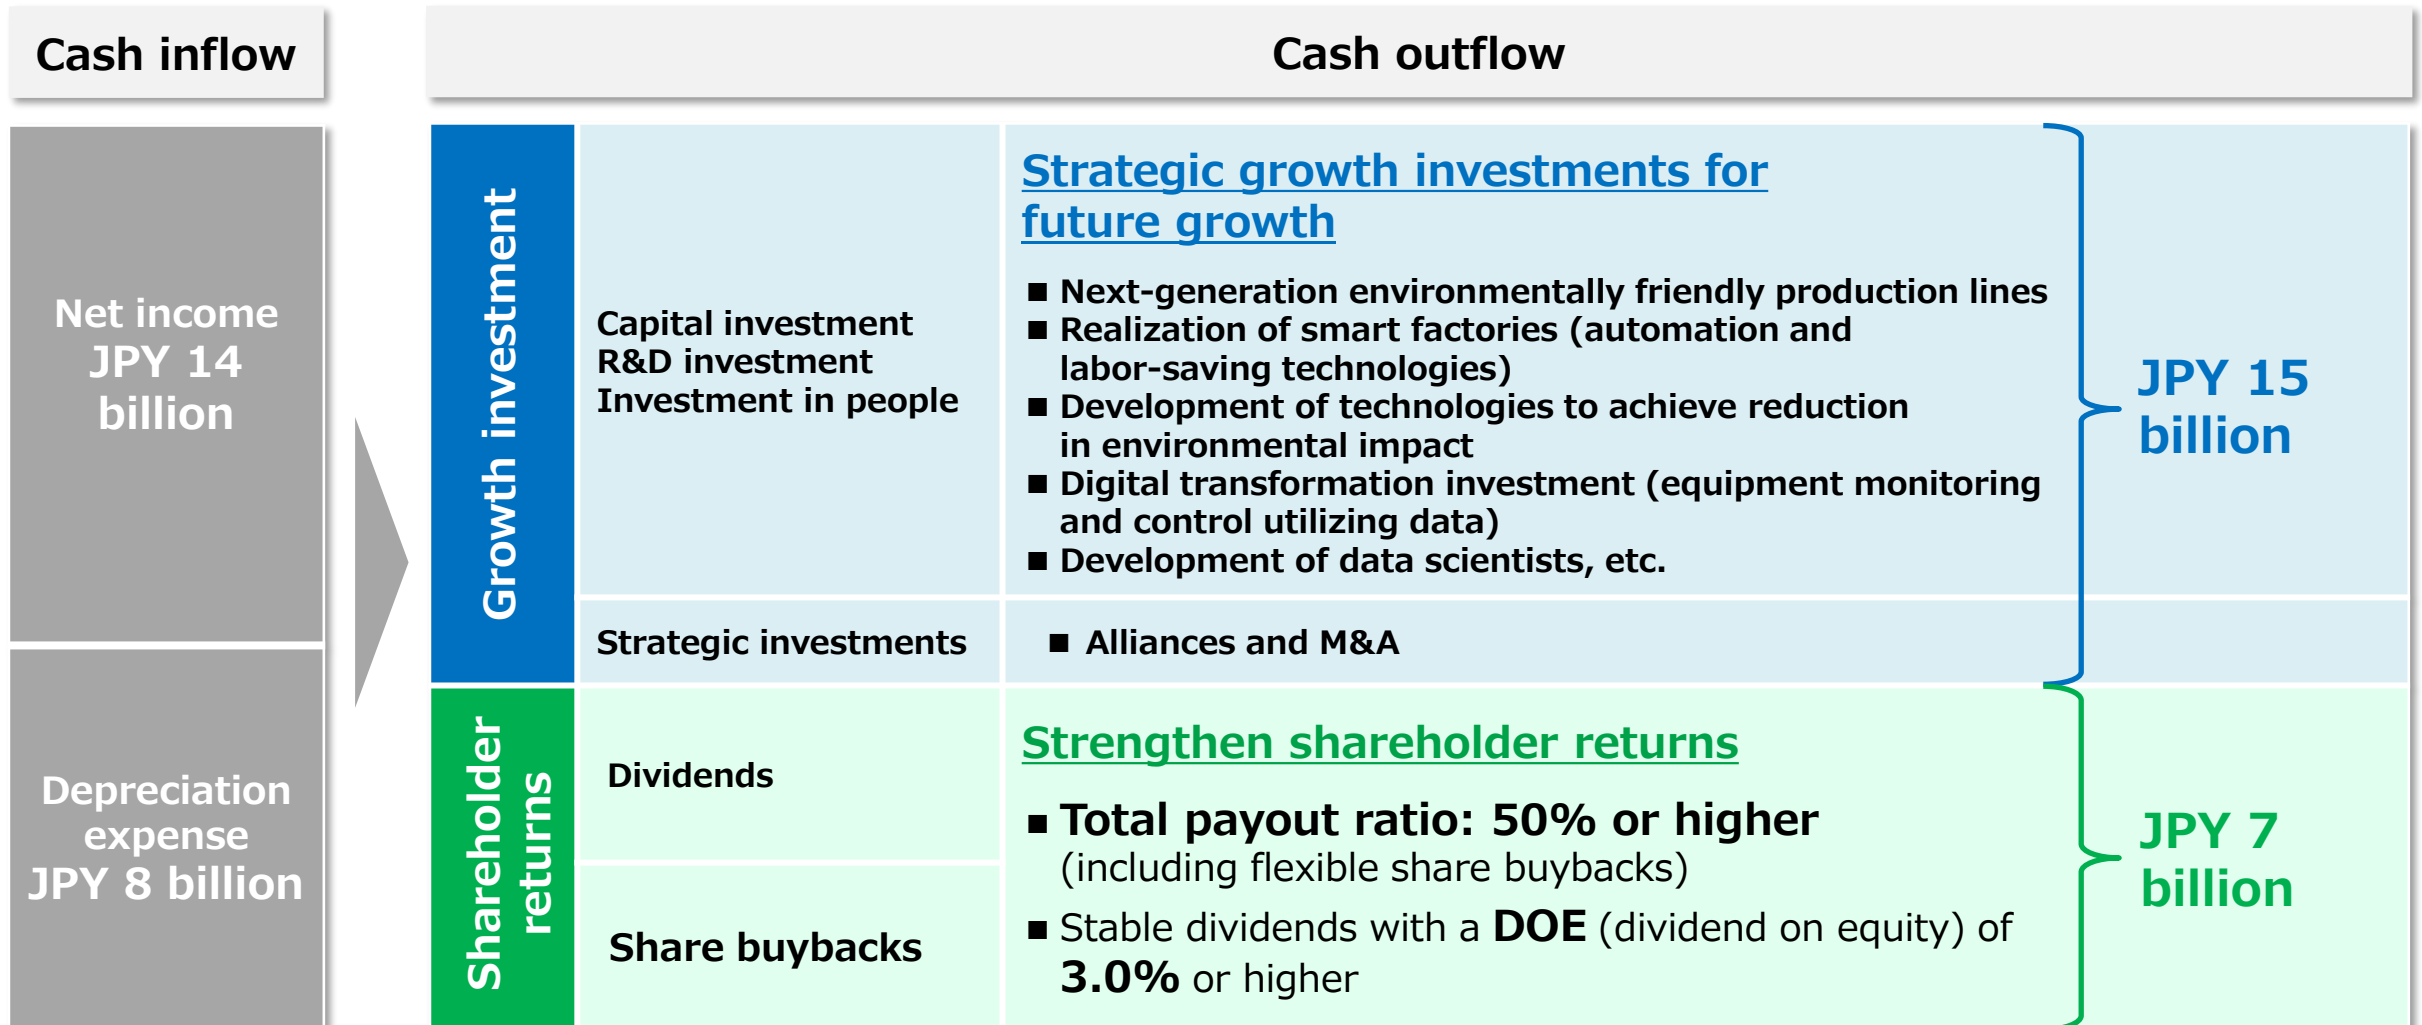 Cash inflow
Cash outflow
Net income
JPY 14
billion
Depreciation
expense
JPY 8 billion
Growth investment
Capital investment
R&D investment
Investment in people
Strategic growth investments for
future growth
■ Next-generation environmentally friendly production lines
■ Realization of smart factories (automation and
labor-saving technologies)
■ Development of technologies to achieve reduction
in environmental impact
■ Digital transformation investment (equipment monitoring
and control utilizing data)
■ Development of data scientists, etc.
JPY 15
billion
Strategic investments
■ Alliances and M&A
Shareholder
returns
Dividends
Share buybacks
Strengthen shareholder returns
■ Total payout ratio: 50% or higher
(including flexible share buybacks)
■ Stable dividends with a DOE (dividend on equity) of
3.0% or higher
JPY 7
billion